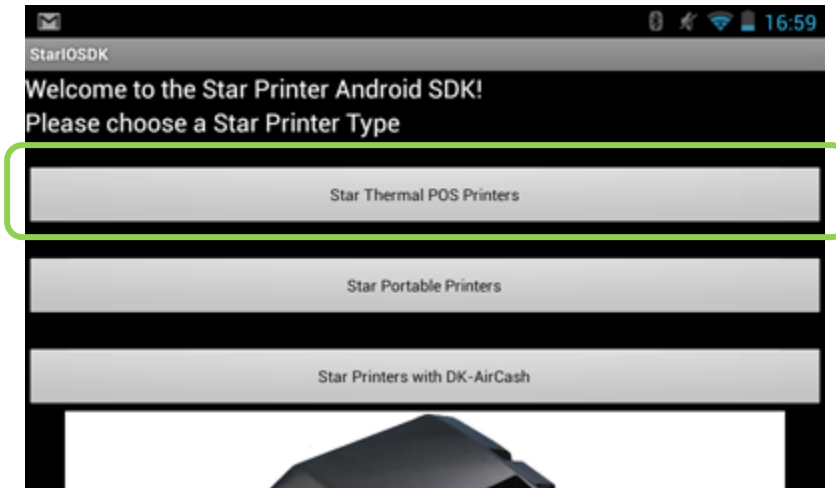 16:59
StarIOSDK
Welcome to the Star Printer Android SDK!
Please choose a Star Printer Type
Star Thermal POS Printers
Star Portable Printers
Star Printers with DK-AirCash